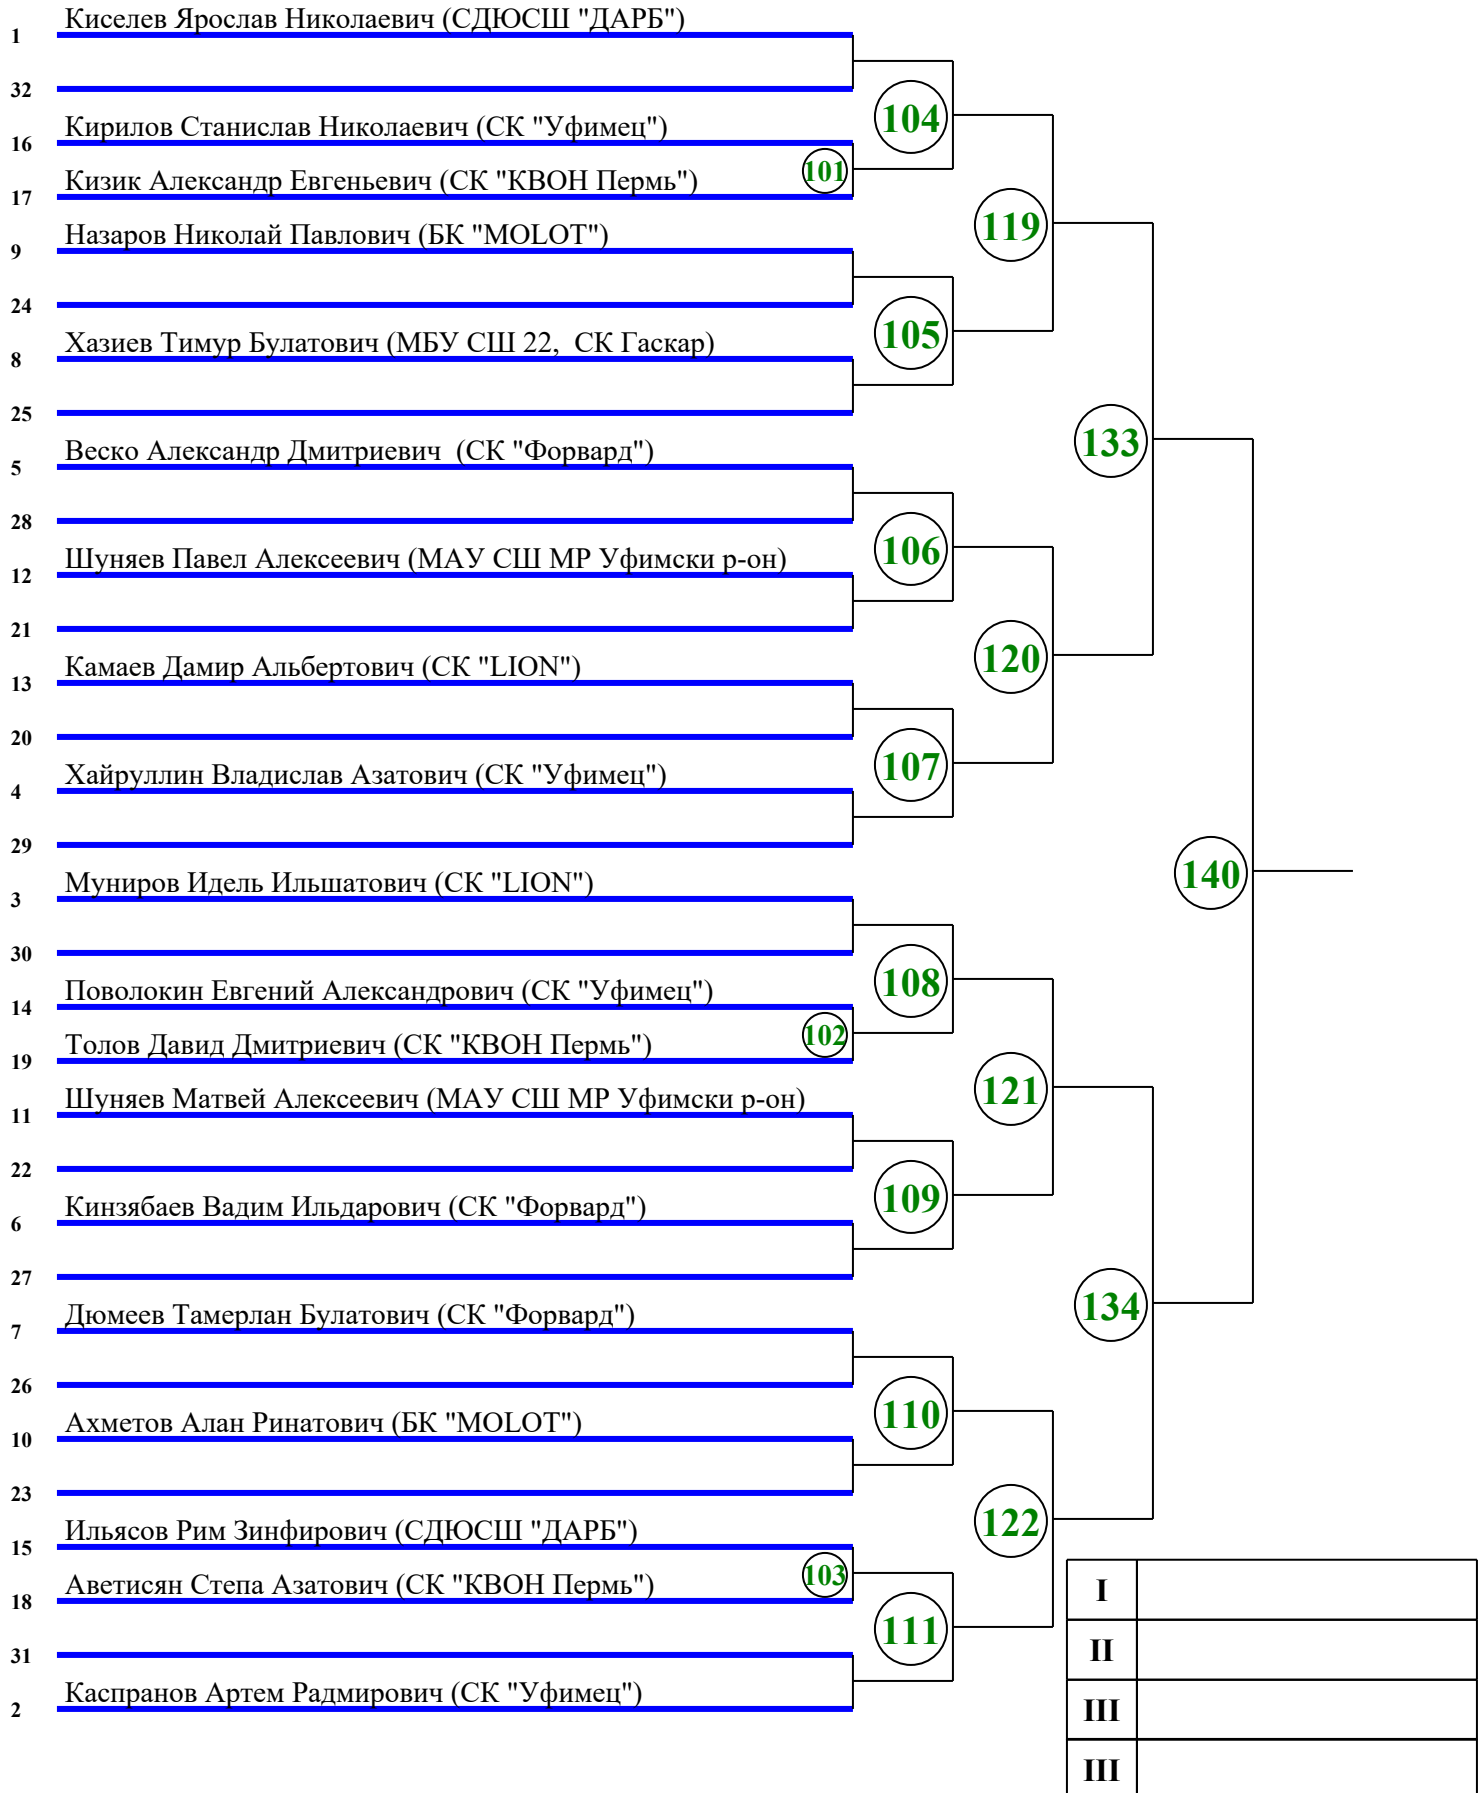 Киселев Ярослав Николаевич (СДЮСШ "ДАРБ")
1
32
Кирилов Станислав Николаевич (СК "Уфимец")
16
104
Кизик Александр Евгеньевич (СК "КВОН Пермь")
101
17
Назаров Николай Павлович (БК "MOLOT")
9
119
24
Хазиев Тимур Булатович (МБУ СШ 22,  СК Гаскар)
8
105
25
Веско Александр Дмитриевич  (СК "Форвард")
5
133
28
Шуняев Павел Алексеевич (МАУ СШ МР Уфимски р-он)
12
106
21
Камаев Дамир Альбертович (СК "LION")
13
120
20
Хайруллин Владислав Азатович (СК "Уфимец")
4
107
29
Муниров Идель Ильшатович (СК "LION")
3
140
30
Поволокин Евгений Александрович (СК "Уфимец")
14
108
Толов Давид Дмитриевич (СК "КВОН Пермь")
102
19
Шуняев Матвей Алексеевич (МАУ СШ МР Уфимски р-он)
11
121
22
Кинзябаев Вадим Ильдарович (СК "Форвард")
6
109
27
Дюмеев Тамерлан Булатович (СК "Форвард")
7
134
26
Ахметов Алан Ринатович (БК "MOLOT")
10
110
23
Ильясов Рим Зинфирович (СДЮСШ "ДАРБ")
15
122
Аветисян Степа Азатович (СК "КВОН Пермь")
103
18
I
31
111
II
Каспранов Артем Радмирович (СК "Уфимец")
2
III
III